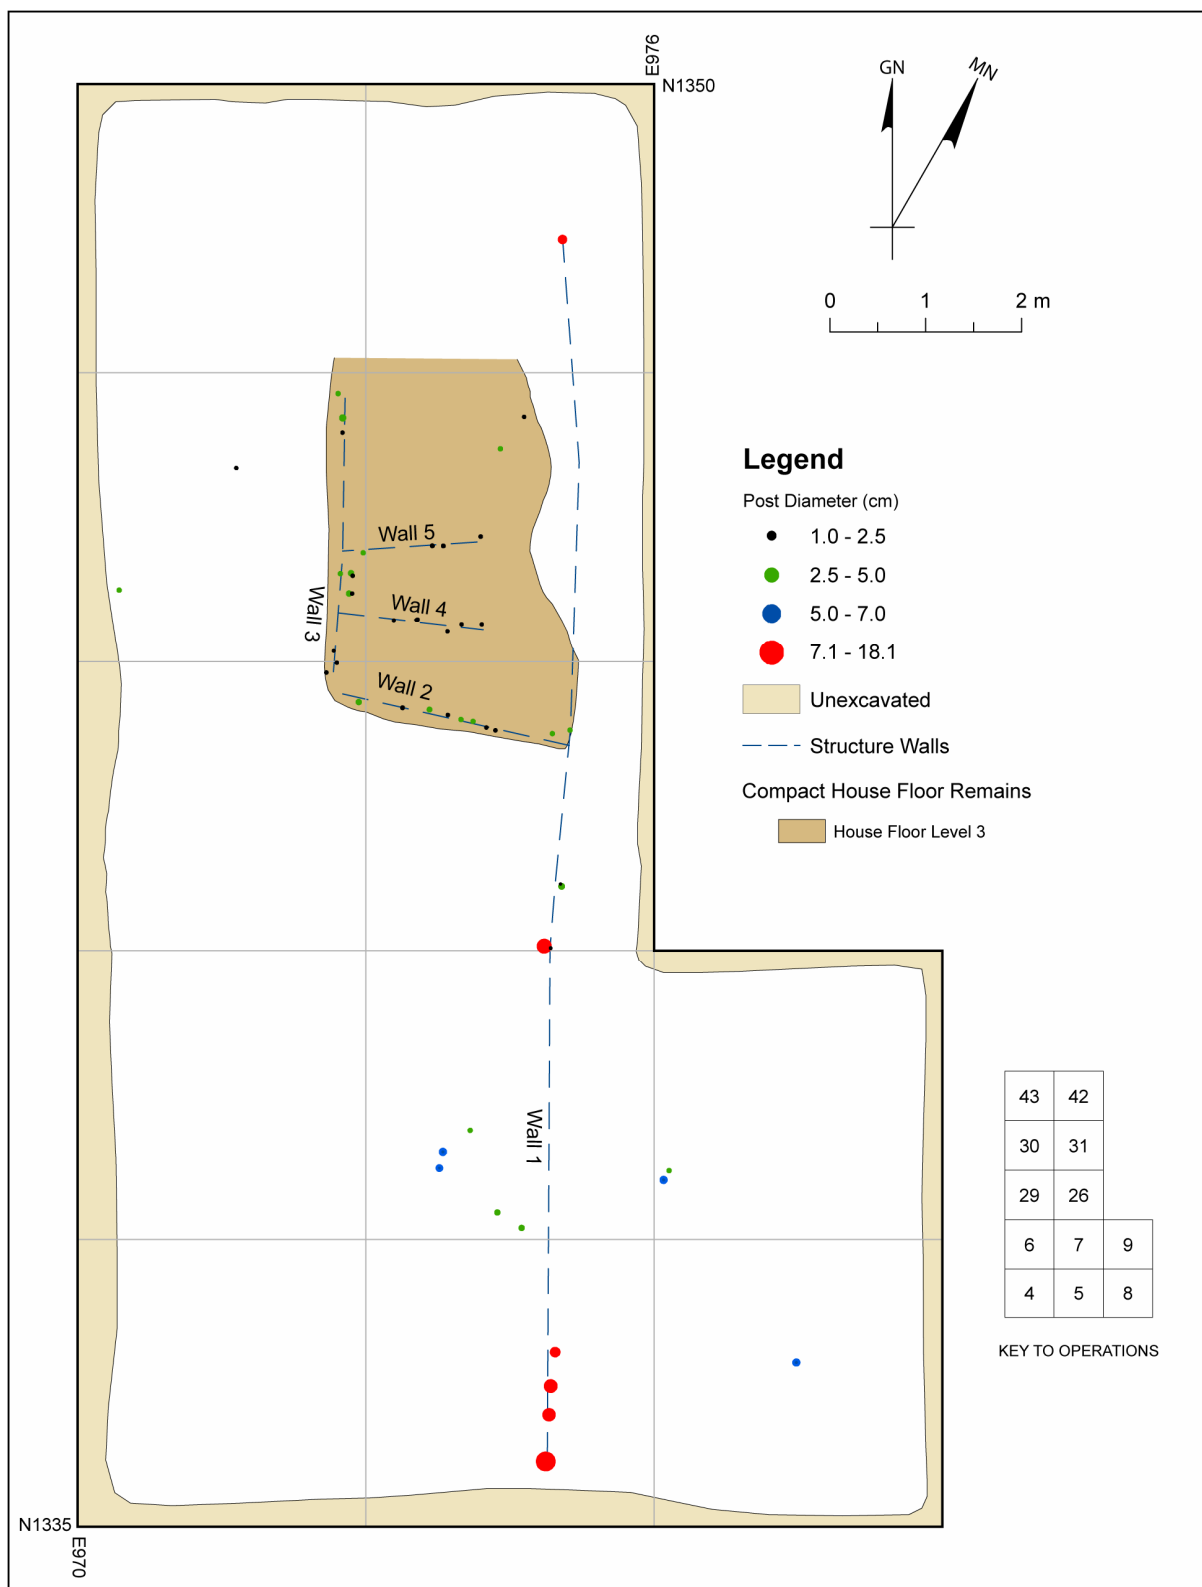 E976
N1350
GN
MN
0 1 2 m
Legend
Post Diameter (cm)
1.0 - 2.5
2.5 - 5.0
5.0 - 7.0
7.1 - 18.1
Unexcavated
Structure Walls
Compact House Floor Remains
House Floor Level 3
Wall 5
Wall 4
Wall 3
Wall 2
Wall 1
43 42
30 31
29 26
6 7 9
4 5 8
KEY TO OPERATIONS
N1335
E970